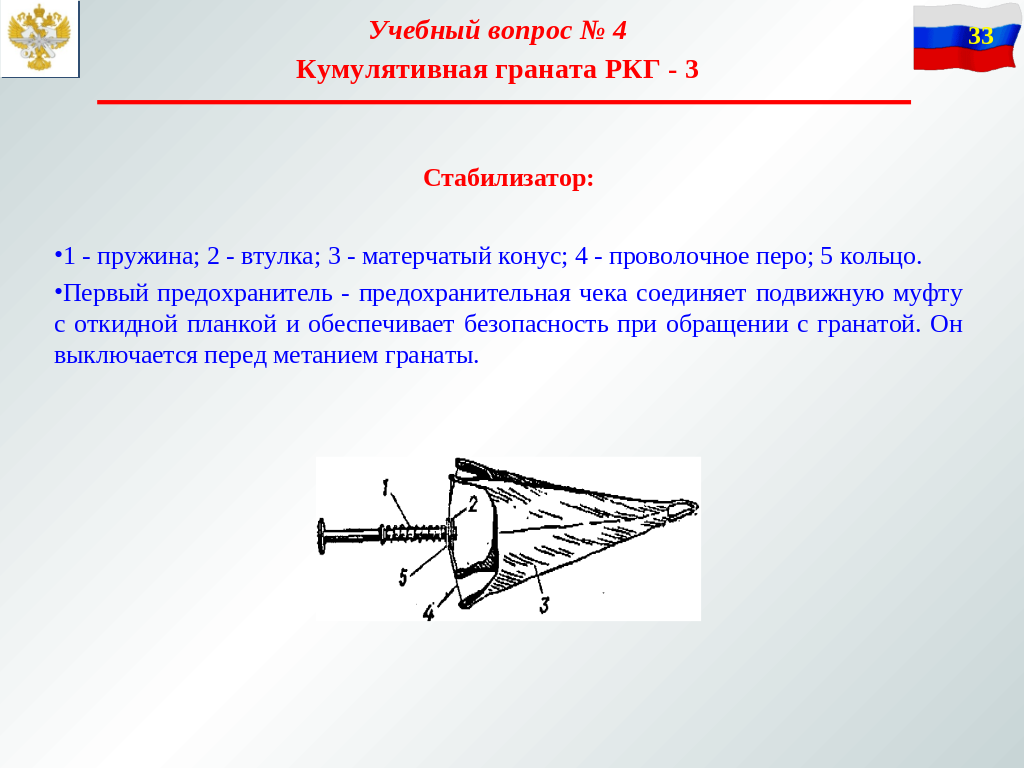 Учебный вопрос № 4
33
Кумулятивная граната РКГ - 3
Стабилизатор:
•1 - пружина; 2 - втулка; 3 - матерчатый конус; 4 - проволочное перо; 5 кольцо.
•Первый предохранитель - предохранительная чека соединяет подвижную муфту
с откидной планкой и обеспечивает безопасность при обращении с гранатой. Он
выключается перед метанием гранаты.
1
2
5
4
3